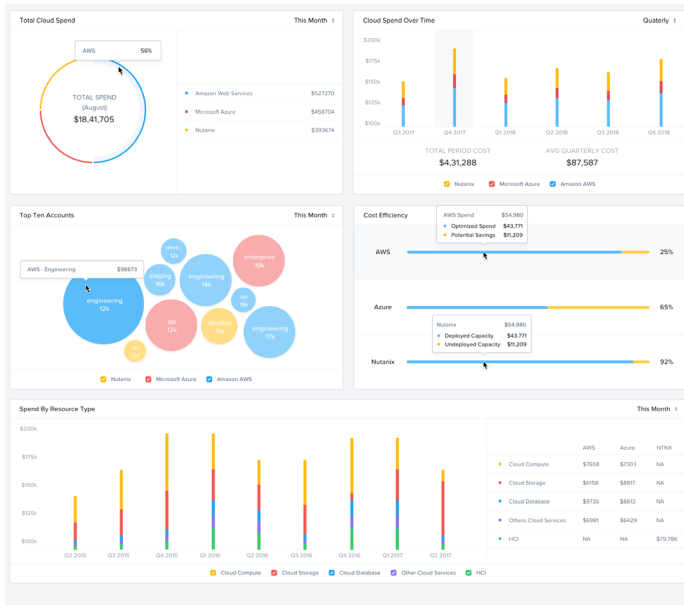 Total Cloud Spend
This Month
AWS 56%
TOTAL SPEND
(August)
$18,41,705
Amazon Web Services $527270
Microsoft Azure $458704
Nutanix $393674
Cloud Spend Over Time
Quaterly
$200k
$175k
$150k
$125k
$100k
Q3 2017 Q4 2017 Q1 2018 Q2 2018 Q3 2018 Q4 2018
TOTAL PERIOD COST AVG QUARTERLY COST
$4,31,288 $87,587
Nutanix Microsoft Azure Amazon AWS
Top Ten Accounts
This Month
AWS - Engineering $98673
engineering
12k
deve...
12k
staging
16k
engineering
14k
enterprise
19k
api
12k
develop
15k
engineering
17k
Nutanix Microsoft Azure Amazon AWS
Cost Efficiency
AWS Spend $54,980
Optimized Spend $43,771
Potential Savings $11,209
AWS 25%
Azure 65%
Nutanix $54,980
Deployed Capacity $43,771
Undeployed Capacity $11,209
Nutanix 92%
Spend By Resource Type
This Month
$200k
$175k
$150k
$125k
$100k
Q2 2015 Q3 2015 Q4 2015 Q1 2016 Q2 2016 Q3 2016 Q4 2016 Q1 2017 Q2 2017
AWS Azure NTNX
Cloud Compute $7658 $7303 NA
Cloud Storage $6158 $8817 NA
Cloud Database $9735 $6612 NA
Others Cloud Services $6981 $6429 NA
HCI NA NA $79,786
Cloud Compute Cloud Storage Cloud Database Other Cloud Services HCI